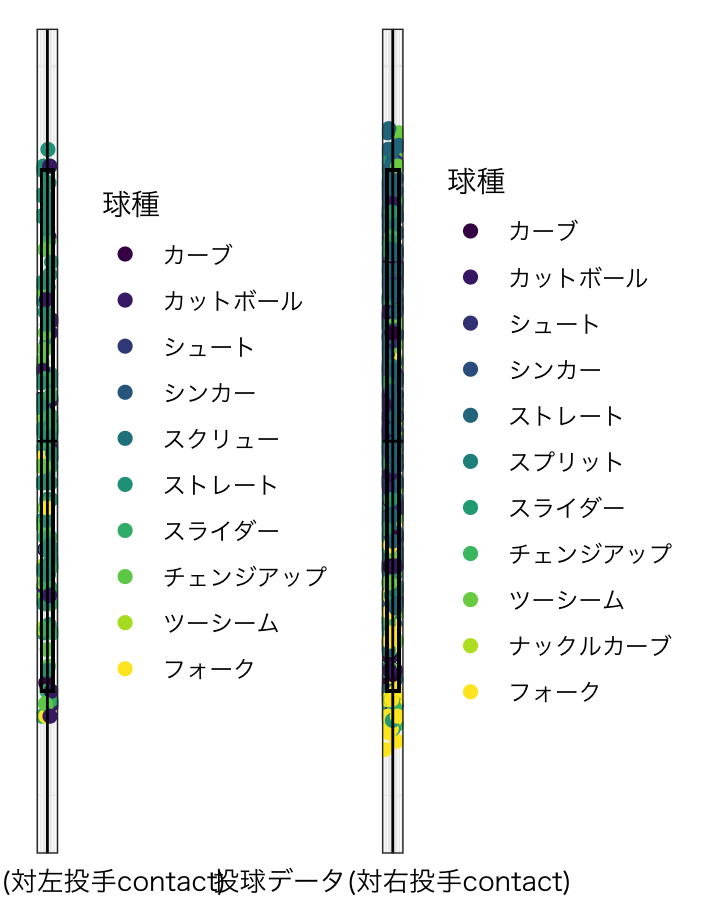 球種
カーブ
カットボール
シュート
シンカー
スクリュー
ストレート
スライダー
チェンジアップ
ツーシーム
フォーク
球種
カーブ
カットボール
シュート
シンカー
ストレート
スプリット
スライダー
チェンジアップ
ツーシーム
ナックルカーブ
フォーク
(対左投手contact)
投球データ(対右投手contact)